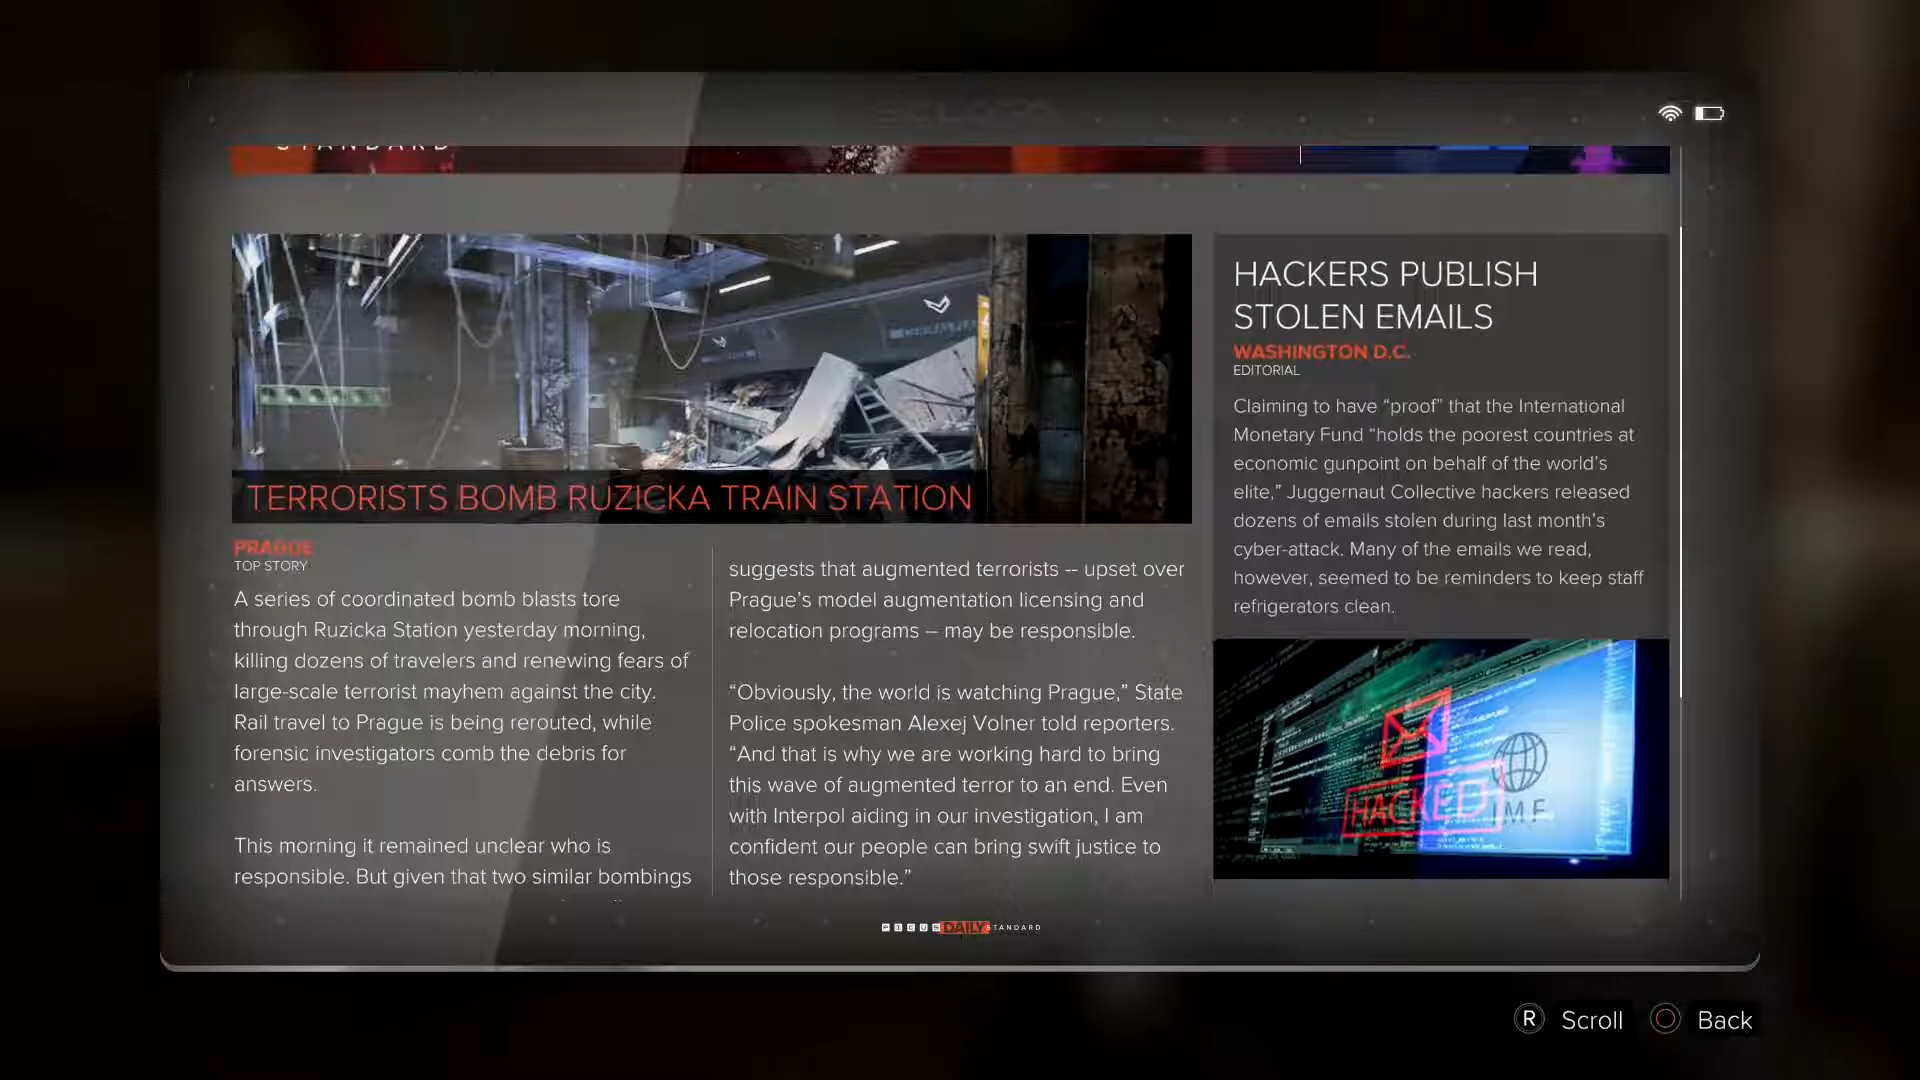 STANDARD
TERRORISTS BOMB RUZICKA TRAIN STATION
PRAGUE
TOP STORY
A series of coordinated bomb blasts tore
through Ruzicka Station yesterday morning,
killing dozens of travelers and renewing fears of
large-scale terrorist mayhem against the city.
Rail travel to Prague is being rerouted, while
forensic investigators comb the debris for
answers.
This morning it remained unclear who is
responsible. But given that two similar bombings
suggests that augmented terrorists -- upset over
Prague’s model augmentation licensing and
relocation programs – may be responsible.
“Obviously, the world is watching Prague,” State
Police spokesman Alexej Volner told reporters.
“And that is why we are working hard to bring
this wave of augmented terror to an end. Even
with Interpol aiding in our investigation, I am
confident our people can bring swift justice to
those responsible.”
HACKERS PUBLISH
STOLEN EMAILS
WASHINGTON D.C.
EDITORIAL
Claiming to have “proof” that the International
Monetary Fund “holds the poorest countries at
economic gunpoint on behalf of the world’s
elite,” Juggernaut Collective hackers released
dozens of emails stolen during last month’s
cyber-attack. Many of the emails we read,
however, seemed to be reminders to keep staff
refrigerators clean.
HACKED
IMF
PICUS DAILY STANDARD
R Scroll Back